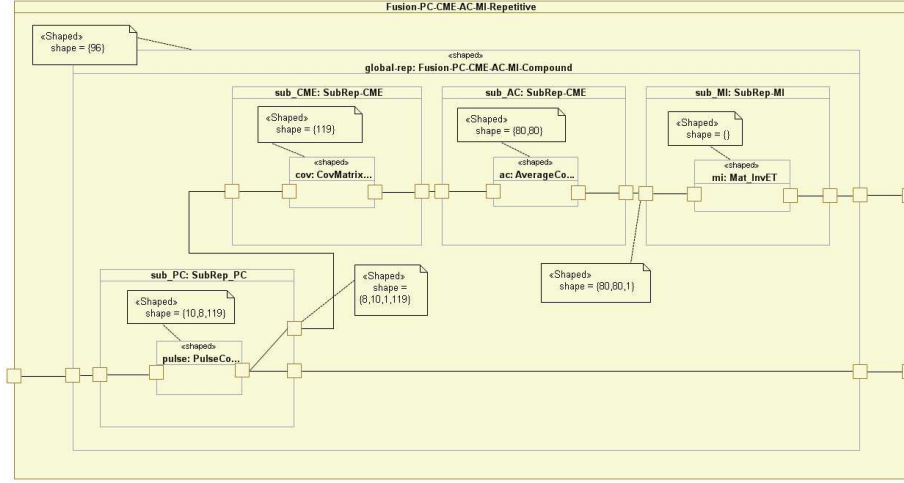 Fusion-PC-CME-AC-MI-Repetitive
«Shaped»
shape = {96}
«shaped»
global-rep: Fusion-PC-CME-AC-MI-Compound
sub_CME: SubRep-CME
sub_AC: SubRep-CME
sub_MI: SubRep-MI
«Shaped»
shape = {119}
«Shaped»
shape = {80,80}
«Shaped»
shape = {}
«shaped»
cov: CovMatrix...
«shaped»
ac: AverageCo...
«shaped»
mi: Mat_InvET
sub_PC: SubRep_PC
«Shaped»
shape = {10,8,119}
«Shaped»
shape =
{8,10,1,119}
«Shaped»
shape = {80,80,1}
«shaped»
pulse: PulseCo...